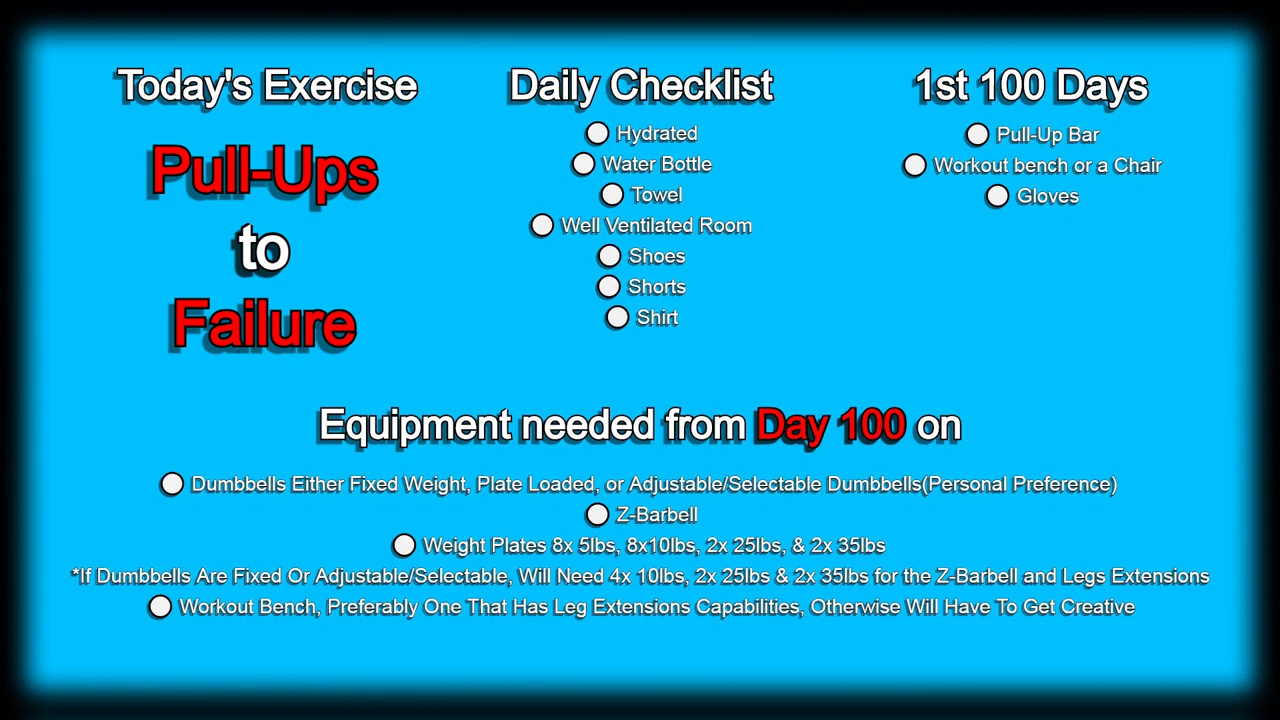 Today's Exercise
Pull-Ups
to
Failure
Daily Checklist
Hydrated
Water Bottle
Towel
Well Ventilated Room
Shoes
Shorts
Shirt
1st 100 Days
Pull-Up Bar
Workout bench or a Chair
Gloves
Equipment needed from Day 100 on
Dumbbells Either Fixed Weight, Plate Loaded, or Adjustable/Selectable Dumbbells(Personal Preference)
Z-Barbell
Weight Plates 8x 5lbs, 8x10lbs, 2x 25lbs, & 2x 35lbs
*If Dumbbells Are Fixed Or Adjustable/Selectable, Will Need 4x 10lbs, 2x 25lbs & 2x 35lbs for the Z-Barbell and Legs Extensions
Workout Bench, Preferably One That Has Leg Extensions Capabilities, Otherwise Will Have To Get Creative